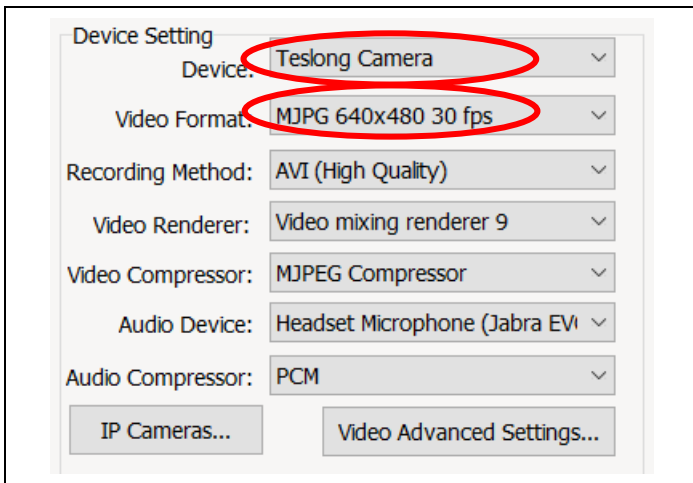 Device Setting
Device: Teslong Camera
Video Format: MJPG 640x480 30 fps
Recording Method: AVI (High Quality)
Video Renderer: Video mixing renderer 9
Video Compressor: MJPEG Compressor
Audio Device: Headset Microphone (Jabra EV
Audio Compressor: PCM
IP Cameras... Video Advanced Settings...